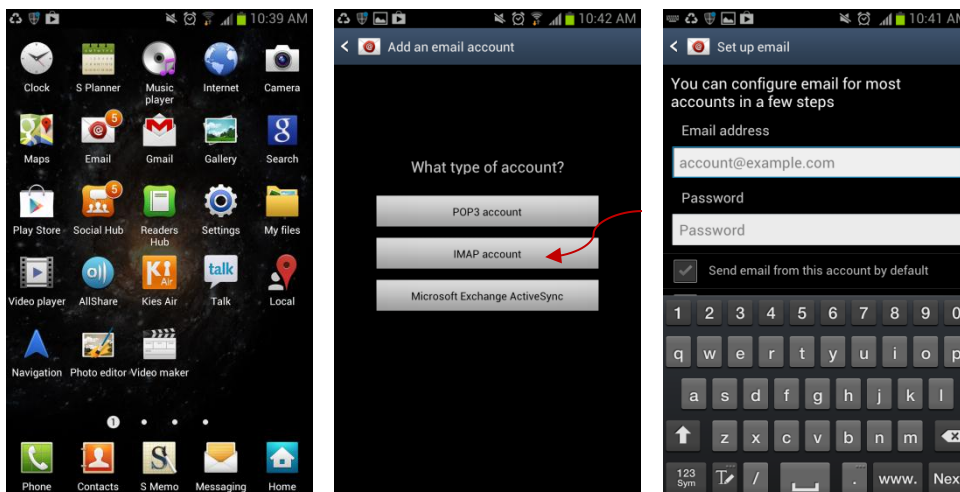 10:39 AM
Clock
S Planner
Music player
Internet
Camera
Maps
5
Email
Gmail
Gallery
8
Search
Play Store
5
Social Hub
Readers Hub
Settings
My files
Video player
o))
AllShare
Ki
Air
Kies Air
talk
Talk
Local
Navigation
Photo editor
Video maker
1
Phone
Contacts
S
S Memo
Messaging
Home
10:42 AM
< Add an email account
What type of account?
POP3 account
IMAP account
Microsoft Exchange ActiveSync
10:41 AM
< Set up email
You can configure email for most
accounts in a few steps
Email address
account@example.com
Password
Password
Send email from this account by default
1 2 3 4 5 6 7 8 9 0
q w e r t y u i o p
a s d f g h j k l
z x c v b n m
123
Sym
T / . www. Nex